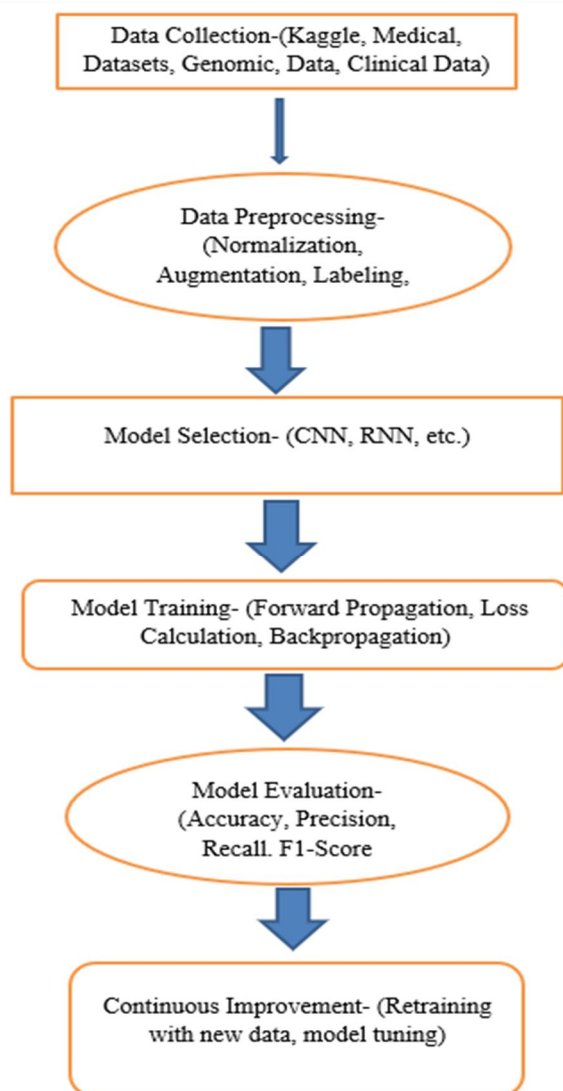 Data Collection-(Kaggle, Medical,
Datasets, Genomic, Data, Clinical Data)
Data Preprocessing-
(Normalization,
Augmentation, Labeling,
Model Selection- (CNN, RNN, etc.)
Model Training- (Forward Propagation, Loss
Calculation, Backpropagation)
Model Evaluation-
(Accuracy, Precision,
Recall. F1-Score
Continuous Improvement- (Retraining
with new data, model tuning)